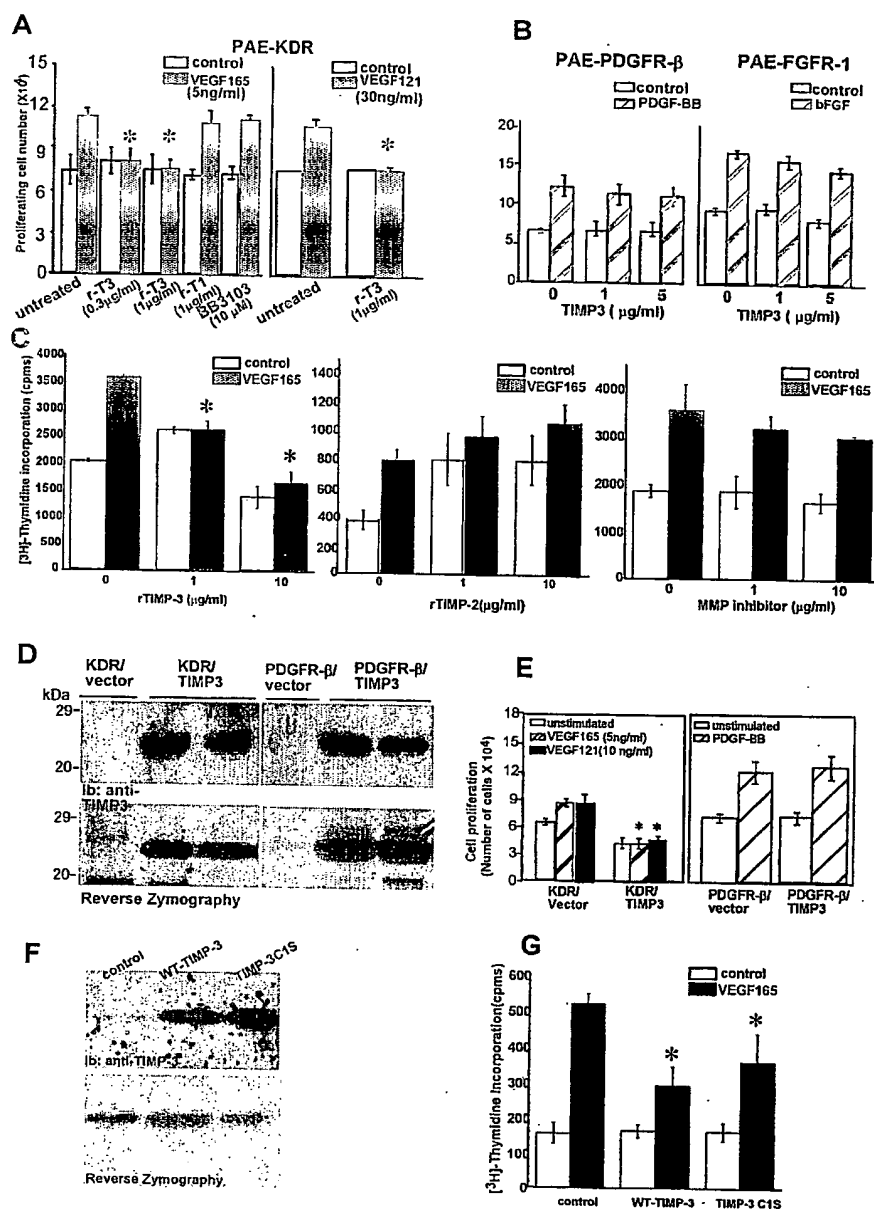 A
PAE-KDR
control
VEGF165
(5ng/ml)
control
VEGF121
(30ng/ml)
Proliferating cell number (X10⁴)
15
12
9
6
3
0
*
*
*
untreated
r-T3
(0.3µg/ml)
r-T3
(1µg/ml)
r-T1
(1µg/ml)
BB3103
(10 µM)
untreated
r-T3
(1µg/ml)
B
PAE-PDGFR-β
PAE-FGFR-1
control
PDGF-BB
control
bFGF
20
15
10
5
0
0
1
5
TIMP3 ( µg/ml)
0
1
5
TIMP3 ( µg/ml)
C
[3H]-Thymidine incorporation (cpms)
4000
3500
3000
2500
2000
1500
1000
500
0
control
VEGF165
*
*
0
1
10
rTIMP-3 (µg/ml)
1400
1200
1000
800
600
400
200
0
control
VEGF165
0
1
10
rTIMP-2(µg/ml)
4000
3000
2000
1000
0
control
VEGF165
0
1
10
MMP inhibitor (µg/ml)
D
KDR/
vector
KDR/
TIMP3
PDGFR-β/
vector
PDGFR-β/
TIMP3
kDa
29-
20-
Ib: anti-
TIMP3
29-
20-
Reverse Zymography
E
Cell proliferation
(Number of cells X 10⁴)
18
15
12
9
6
3
0
unstimulated
VEGF165 (5ng/ml)
VEGF121(10 ng/ml)
unstimulated
PDGF-BB
*
*
KDR/
Vector
KDR/
TIMP3
PDGFR-β/
vector
PDGFR-β/
TIMP3
F
control
WT-TIMP-3
TIMP-3C1S
Ib: anti-TIMP-3
Reverse Zymography
G
[³H]-Thymidine Incorporation(cpms)
600
500
400
300
200
100
0
control
VEGF165
*
*
control
WT-TIMP-3
TIMP-3 C1S